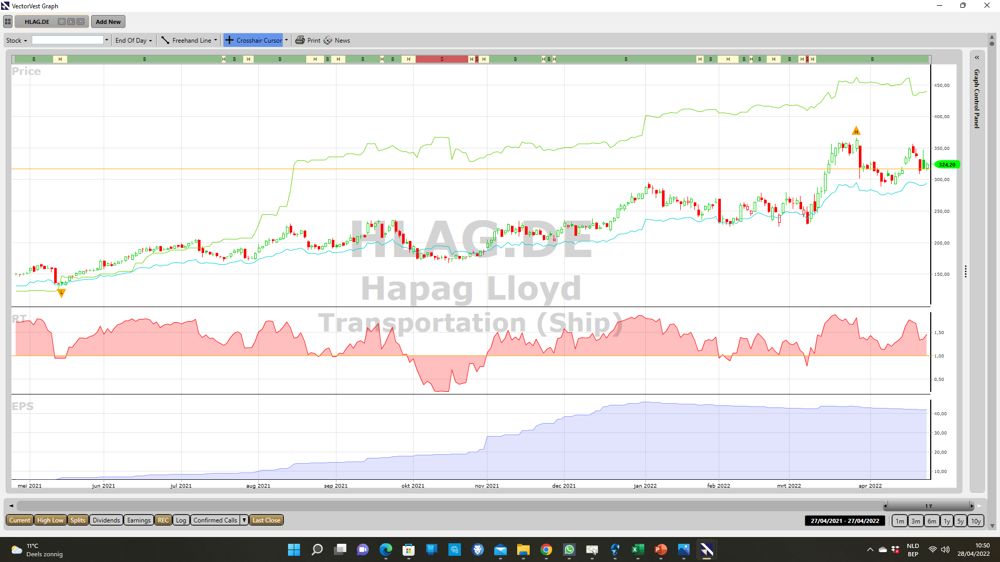 VectorVest Graph
HLAG.DE Add New
Stock End Of Day Freehand Line Crosshair Cursor Print News
B H B H B H B H B H B H B H S H S H B H B H B H B H B H B H B H S H B
Price
450,00
400,00
350,00
324,20
300,00
250,00
200,00
150,00
H
L
HLAG.DE
Hapag Lloyd
Transportation (Ship)
RT
1,50
1,00
0,50
EPS
40,00
30,00
20,00
10,00
mei 2021 jun 2021 jul 2021 aug 2021 sep 2021 okt 2021 nov 2021 dec 2021 jan 2022 feb 2022 mrt 2022 apr 2022
Graph Control Panel
1 Y
Current High Low Splits Dividends Earnings REC Log Confirmed Calls Last Close 27/04/2021 - 27/04/2022 1m 3m 6m 1y 5y 10y
11°C
Deels zonnig
NLD
BEP
10:50
28/04/2022